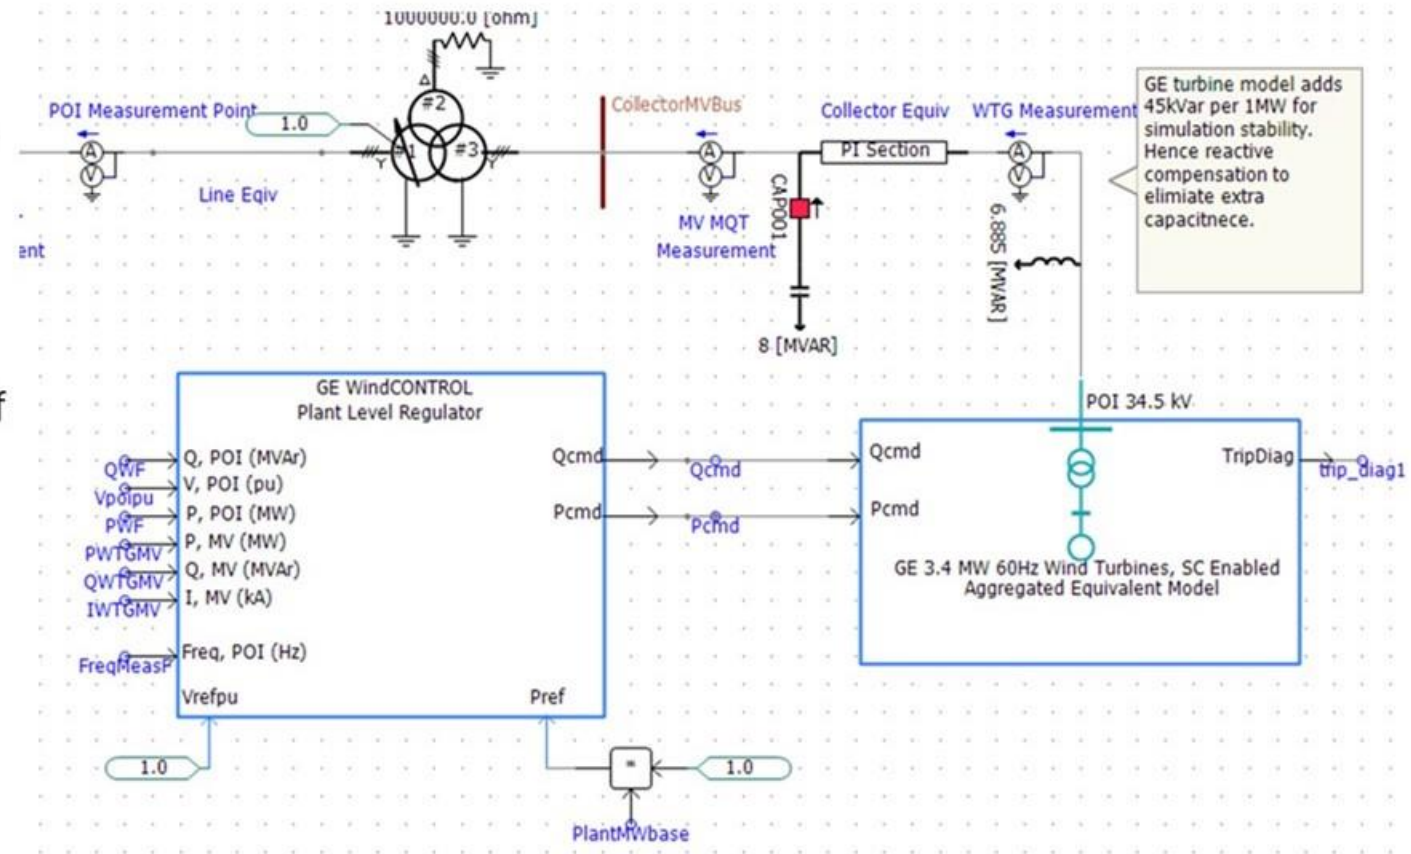 1000000.0 [ohm]
Δ
#2
POI Measurement Point
1.0
#1
#3
Y
Y
CollectorMVBus
Collector Equiv
WTG Measurement
GE turbine model adds
45kVar per 1MW for
simulation stability.
Hence reactive
compensation to
elimiate extra
capacitnece.
A
V
A
V
PI Section
A
V
Line Eqiv
CAP001
MV MQT
Measurement
6.885 [MVAR]
ent
8 [MVAR]
f
GE WindCONTROL
Plant Level Regulator
POI 34.5 kV
QWF
Q, POI (MVAr)
Qcmd
Qcmd
Qcmd
TripDiag
trip_diag1
Vpoipu
V, POI (pu)
PWF
P, POI (MW)
Pcmd
Pcmd
Pcmd
PWTGMV
P, MV (MW)
QWTGMV
Q, MV (MVAr)
IWTGMV
I, MV (kA)
GE 3.4 MW 60Hz Wind Turbines, SC Enabled
Aggregated Equivalent Model
FreqMeasF
Freq, POI (Hz)
Vrefpu
Pref
1.0
1.0
PlantMWbase